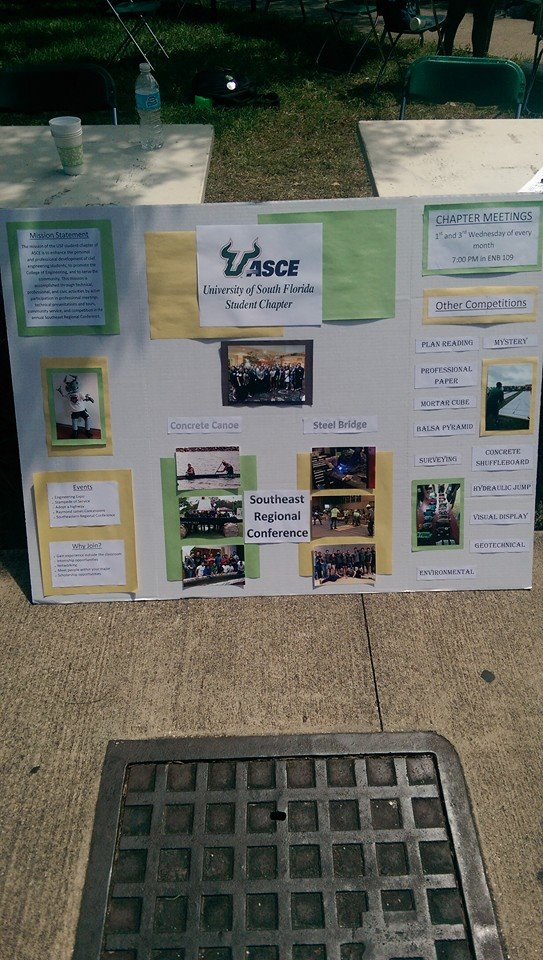 Mission Statement
The mission of the USF student chapter of
ASCE is to enhance the personal
and professional development of civil
engineering students, to promote the
College of Engineering, and to serve the
community. This mission is
accomplished through technical,
professional, and civic activities by active
participation in professional meetings,
technical presentations and tours,
community service, and competition in the
annual Southeast Regional Conference.
ASCE
University of South Florida
Student Chapter
CHAPTER MEETINGS
1st and 3rd Wednesday of every
month
7:00 PM in ENB 109
Other Competitions
PLAN READING
MYSTERY
PROFESSIONAL
PAPER
MORTAR CUBE
BALSA PYRAMID
SURVEYING
CONCRETE
SHUFFLEBOARD
HYDRAULIC JUMP
VISUAL DISPLAY
GEOTECHNICAL
ENVIRONMENTAL
Concrete Canoe
Steel Bridge
Southeast
Regional
Conference
Events
Engineering Expo
Stampede of Service
Adopt a highway
Raymond James Concessions
Southeastern Regional Conference
Why Join?
Gain experience outside the classroom
Internship opportunities
Networking
Meet people within your major
Scholarship opportunities